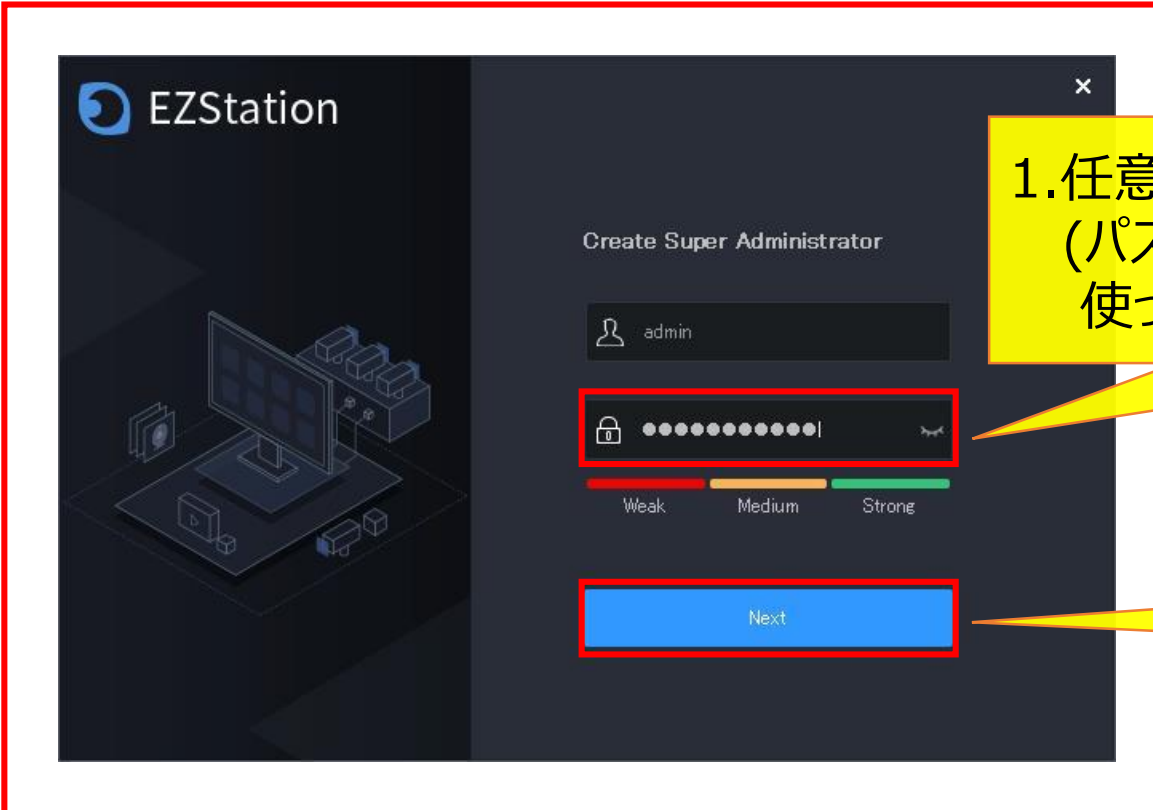 EZStation
Create Super Administrator
admin
Weak Medium Strong
Next
1.任意
(パス
使っ